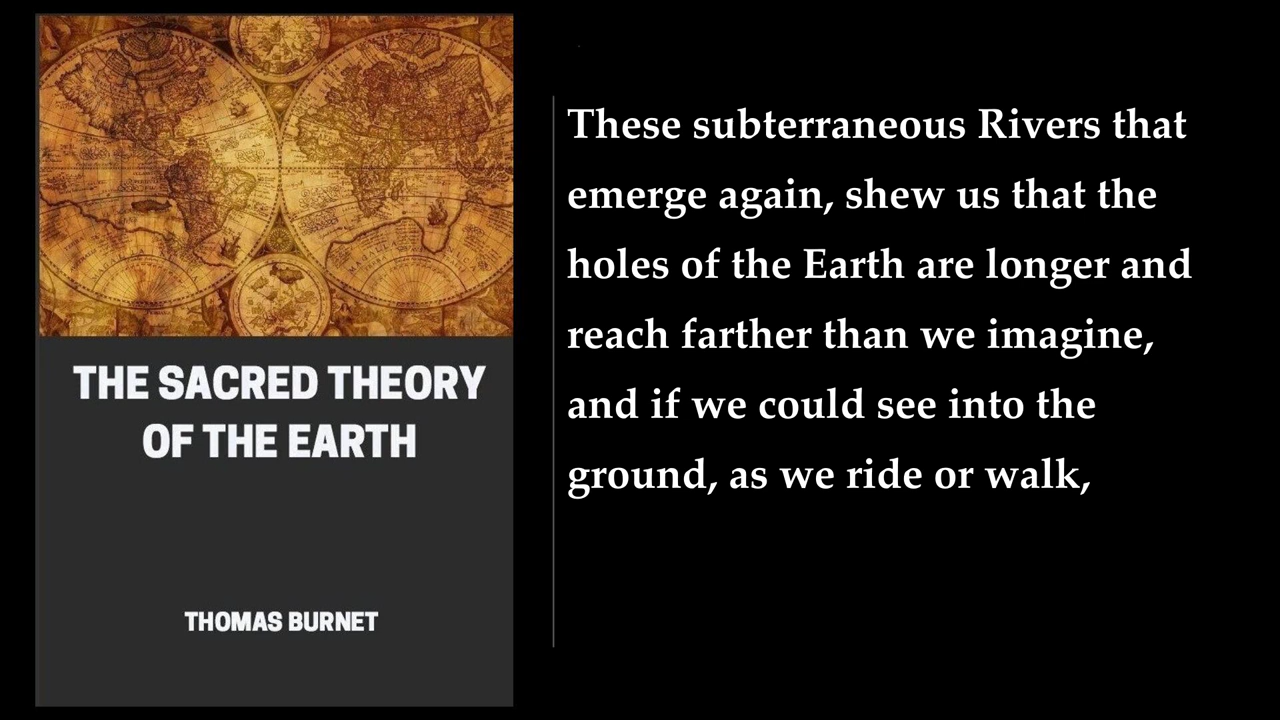 THE SACRED THEORY
OF THE EARTH
THOMAS BURNET
These subterraneous Rivers that
emerge again, shew us that the
holes of the Earth are longer and
reach farther than we imagine,
and if we could see into the
ground, as we ride or walk,